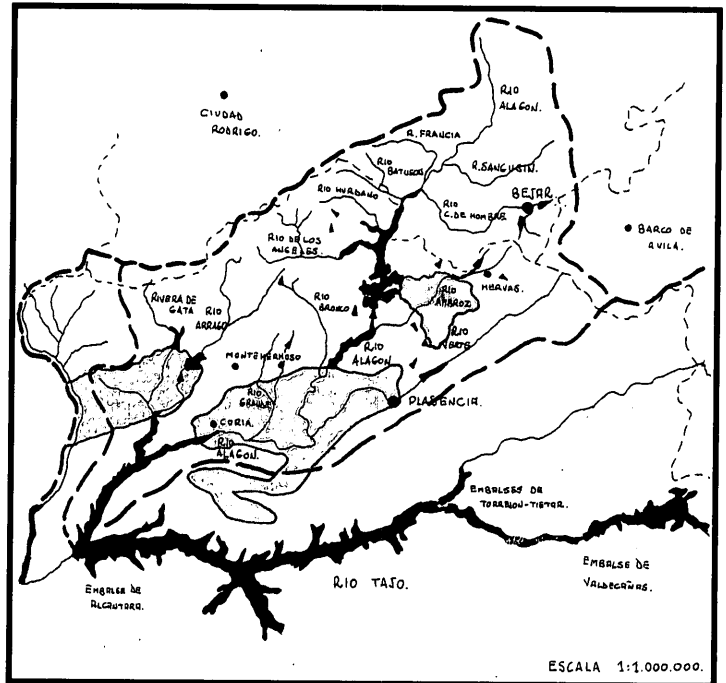 RIO
ALAGON.
CIUDAD
RODRIGO.
R. FRANCIA
RIO
BATUECAS
R. SANGUSIN.
RIO HURDANO
RIO
C. DE HOMBRE
BEJAR.
BARCO DE
AVILA.
RIO DE LOS
ANGELES.
HERVAS.
RIVERA DE
GATA
RIO
ARRAGO
RIO
BRONCO
RIO
AMBROZ
RIO
JERTE
MONTEHERMOSO
RIO
ALAGON
RIO
GRANDE
PLASENCIA.
CORIA.
RIO
ALAGON.
EMBALSES DE
TORREJON-TIETAR.
EMBALSE DE
ALCANTARA.
RIO TAJO.
EMBALSE DE
VALDECAÑAS.
ESCALA 1:1.000.000.